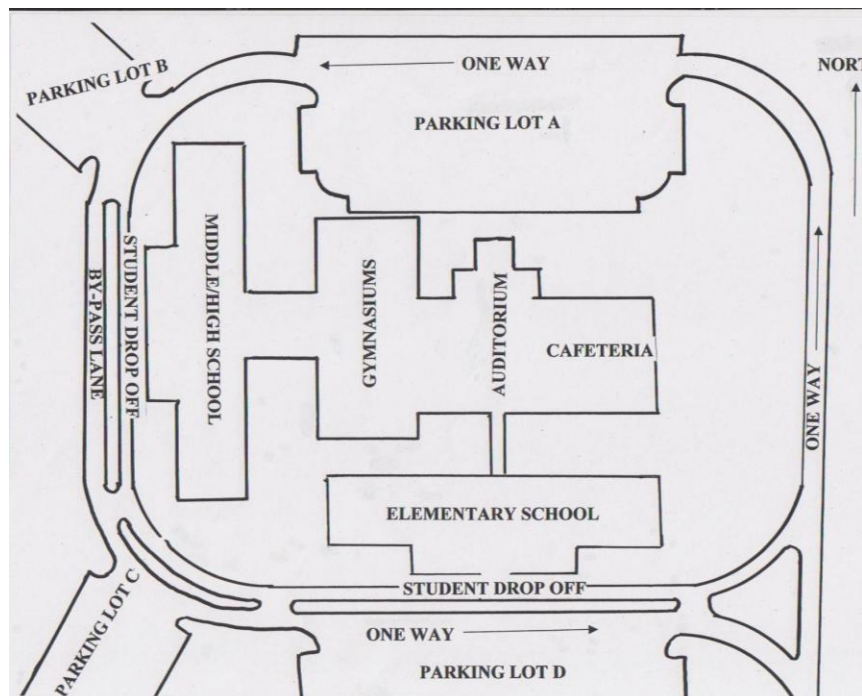 PARKING LOT B
ONE WAY
NORTH
PARKING LOT A
BY-PASS LANE
STUDENT DROP OFF
MIDDLE/HIGH SCHOOL
GYMNASIUMS
AUDITORIUM
CAFETERIA
ONE WAY
ELEMENTARY SCHOOL
STUDENT DROP OFF
PARKING LOT C
ONE WAY
PARKING LOT D